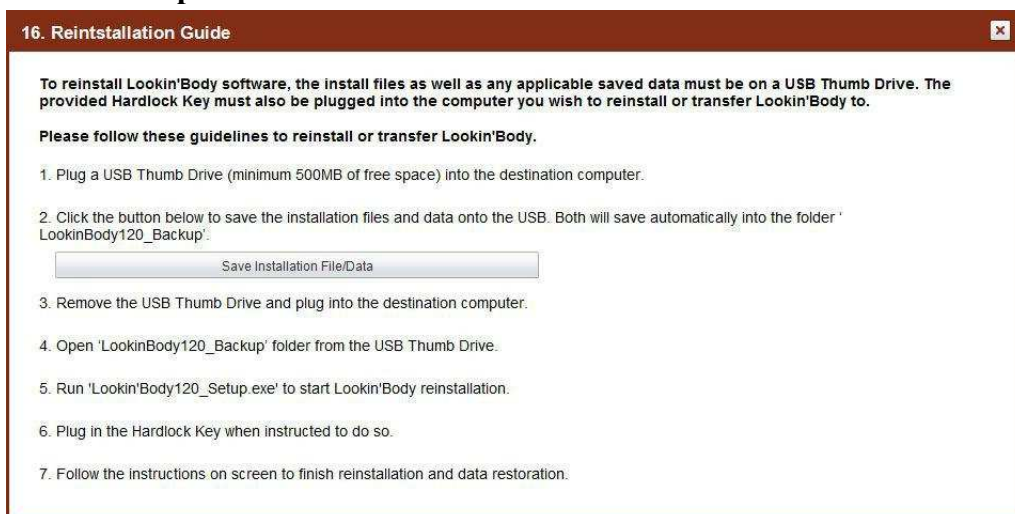 16. Reintstallation Guide
To reinstall Lookin'Body software, the install files as well as any applicable saved data must be on a USB Thumb Drive. The
provided Hardlock Key must also be plugged into the computer you wish to reinstall or transfer Lookin'Body to.
Please follow these guidelines to reinstall or transfer Lookin'Body.
1. Plug a USB Thumb Drive (minimum 500MB of free space) into the destination computer.
2. Click the button below to save the installation files and data onto the USB. Both will save automatically into the folder '
LookinBody120_Backup'.
Save Installation File/Data
3. Remove the USB Thumb Drive and plug into the destination computer.
4. Open 'LookinBody120_Backup' folder from the USB Thumb Drive.
5. Run 'Lookin'Body120_Setup.exe' to start Lookin'Body reinstallation.
6. Plug in the Hardlock Key when instructed to do so.
7. Follow the instructions on screen to finish reinstallation and data restoration.